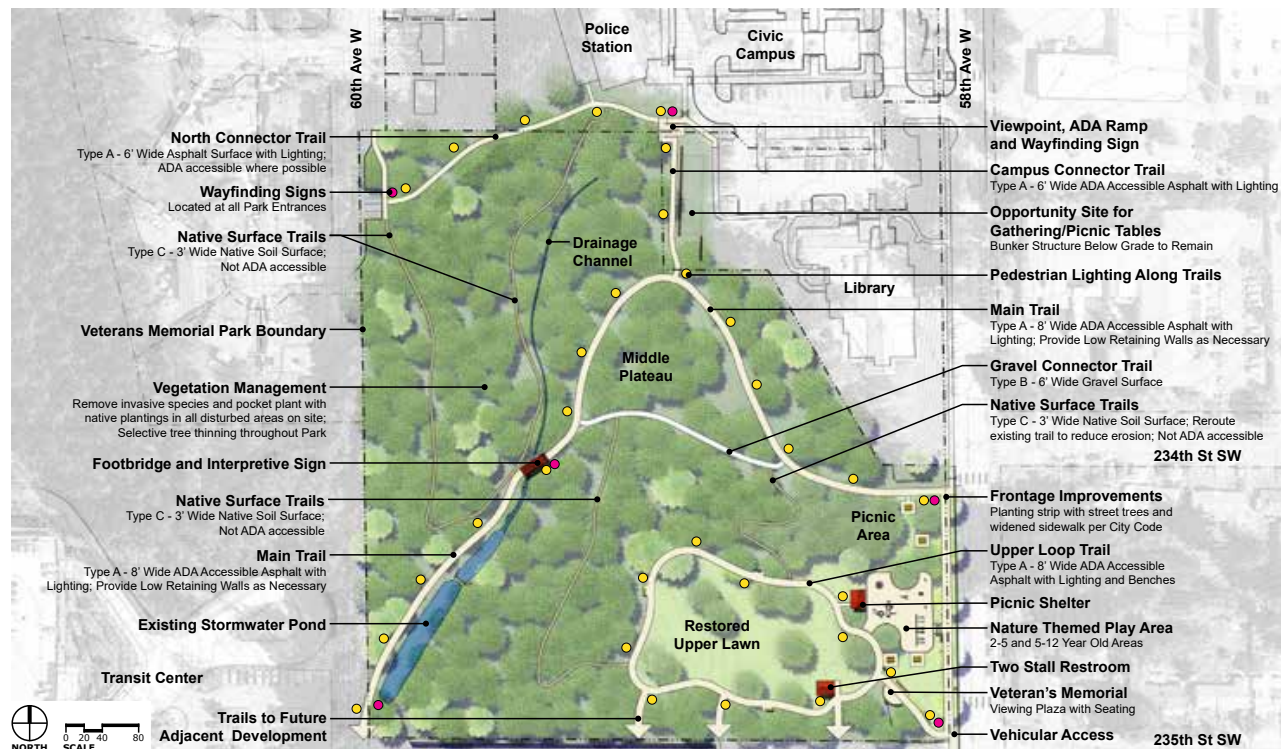 Police
Station
Civic
Campus
60th Ave W
58th Ave W
North Connector Trail
Type A - 6' Wide Asphalt Surface with Lighting;
ADA accessible where possible
Wayfinding Signs
Located at all Park Entrances
Native Surface Trails
Type C - 3' Wide Native Soil Surface;
Not ADA accessible
Veterans Memorial Park Boundary
Vegetation Management
Remove invasive species and pocket plant with
native plantings in all disturbed areas on site;
Selective tree thinning throughout Park
Footbridge and Interpretive Sign
Native Surface Trails
Type C - 3' Wide Native Soil Surface;
Not ADA accessible
Main Trail
Type A - 8' Wide ADA Accessible Asphalt with
Lighting; Provide Low Retaining Walls as Necessary
Existing Stormwater Pond
Transit Center
Trails to Future
Adjacent Development
NORTH
0 20 40 80
SCALE
Drainage
Channel
Middle
Plateau
Library
Picnic
Area
Restored
Upper Lawn
Viewpoint, ADA Ramp
and Wayfinding Sign
Campus Connector Trail
Type A - 6' Wide ADA Accessible Asphalt with Lighting
Opportunity Site for
Gathering/Picnic Tables
Bunker Structure Below Grade to Remain
Pedestrian Lighting Along Trails
Main Trail
Type A - 8' Wide ADA Accessible Asphalt with
Lighting; Provide Low Retaining Walls as Necessary
Gravel Connector Trail
Type B - 6' Wide Gravel Surface
Native Surface Trails
Type C - 3' Wide Native Soil Surface; Reroute
existing trail to reduce erosion; Not ADA accessible
234th St SW
Frontage Improvements
Planting strip with street trees and
widened sidewalk per City Code
Upper Loop Trail
Type A - 8' Wide ADA Accessible
Asphalt with Lighting and Benches
Picnic Shelter
Nature Themed Play Area
2-5 and 5-12 Year Old Areas
Two Stall Restroom
Veteran's Memorial
Viewing Plaza with Seating
Vehicular Access
235th St SW